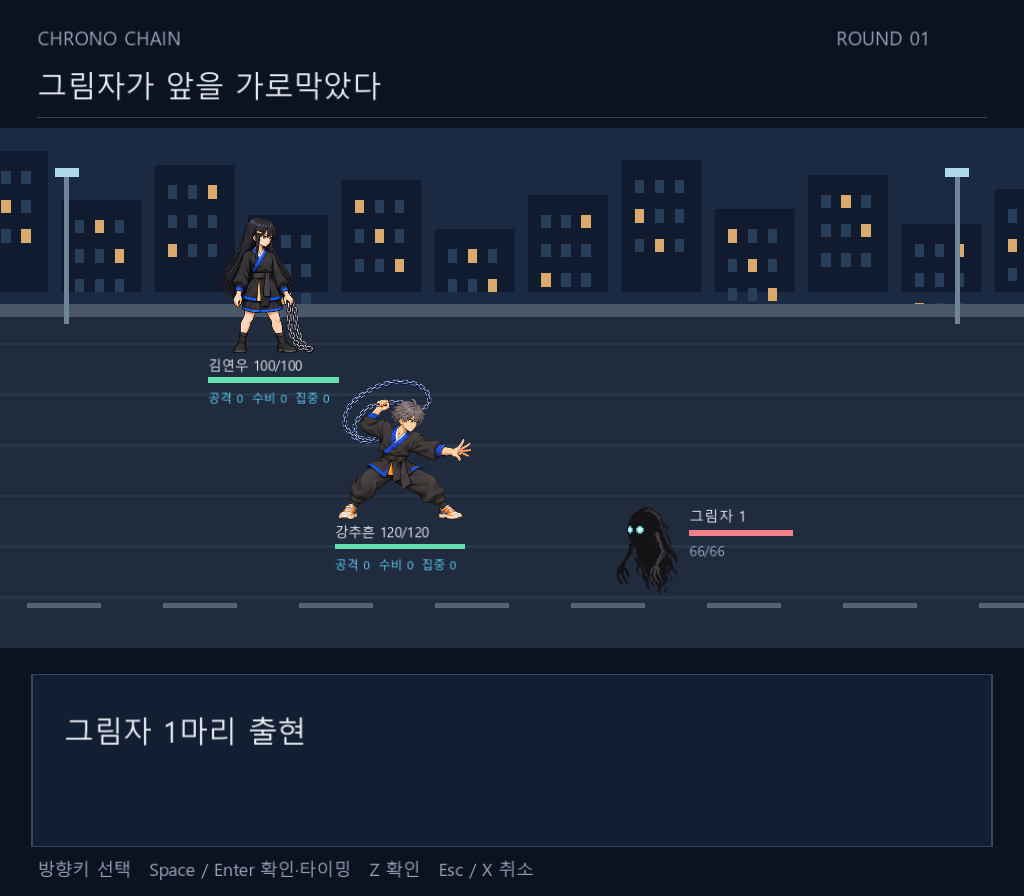 CHRONO CHAIN
ROUND 01
그림자가 앞을 가로막았다
김연우 100/100
공격 0 수비 0 집중 0
강추흔 120/120
공격 0 수비 0 집중 0
그림자 1
66/66
그림자 1마리 출현
방향키 선택 Space / Enter 확인·타이밍 Z 확인 Esc / X 취소